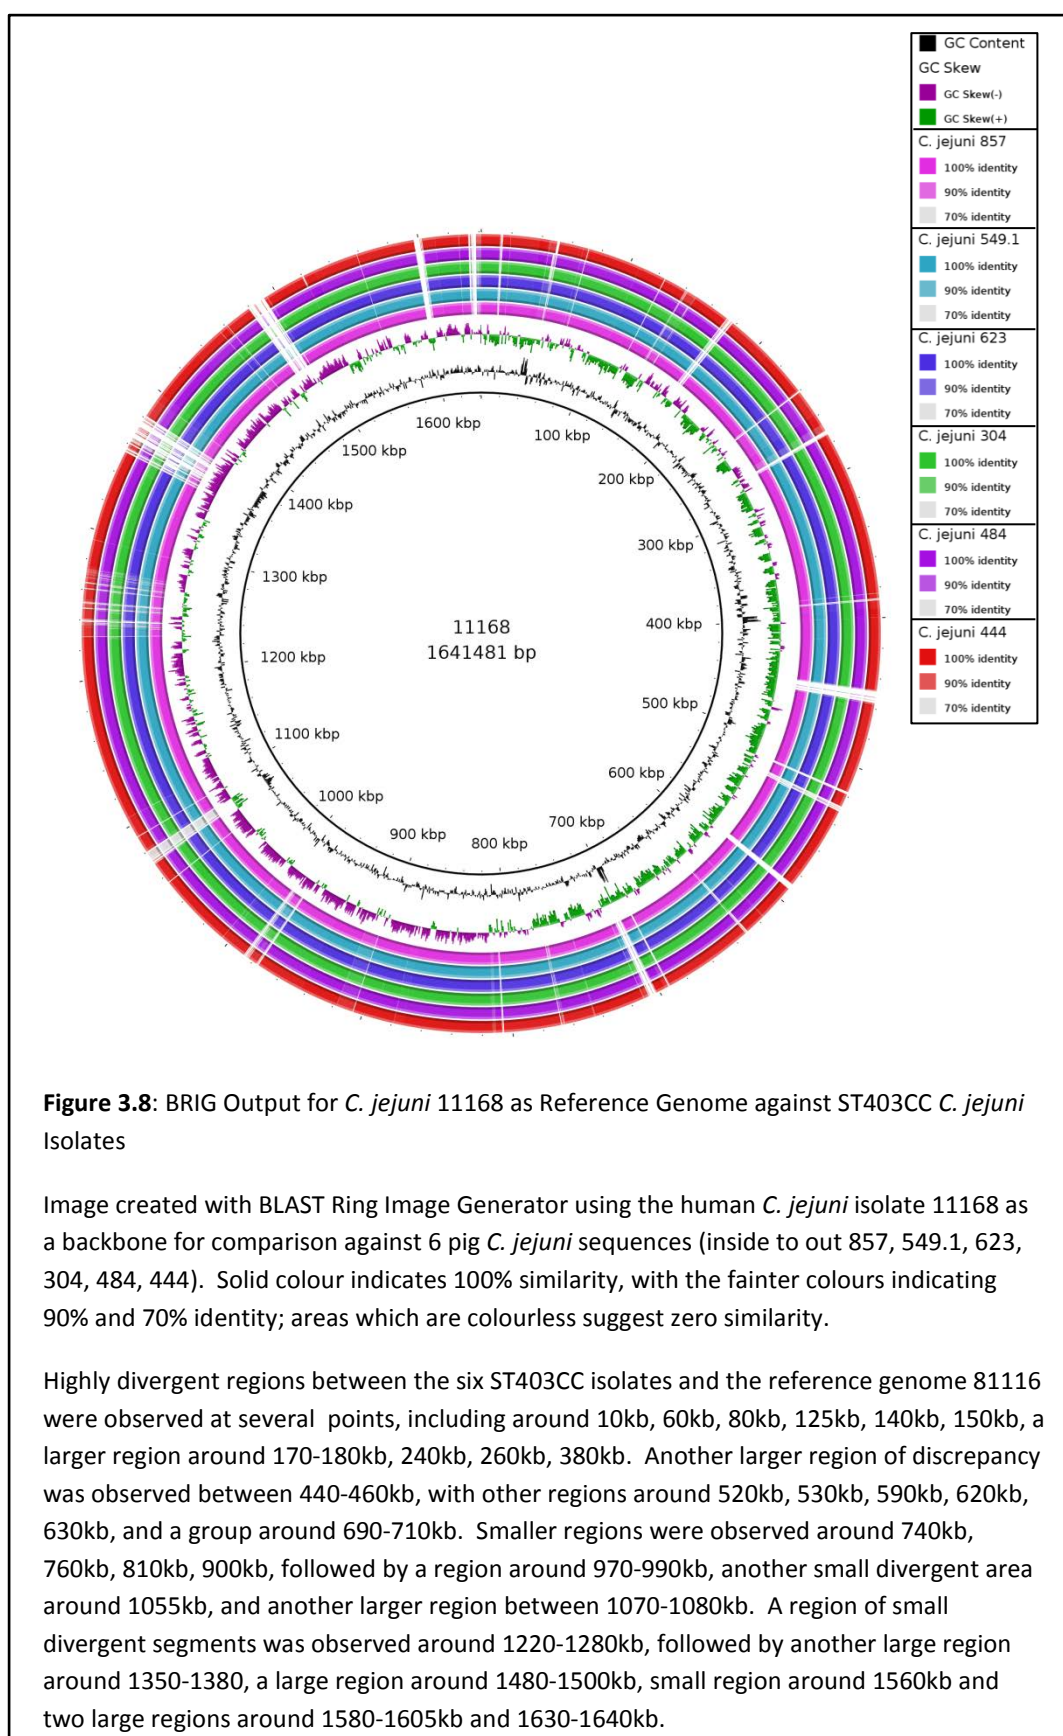 GC Content
GC Skew
GC Skew(-)
GC Skew(+)
C. jejuni 857
100% identity
90% identity
70% identity
C. jejuni 549.1
100% identity
90% identity
70% identity
C. jejuni 623
100% identity
90% identity
70% identity
C. jejuni 304
100% identity
90% identity
70% identity
C. jejuni 484
100% identity
90% identity
70% identity
C. jejuni 444
100% identity
90% identity
70% identity
100 kbp
200 kbp
300 kbp
400 kbp
500 kbp
600 kbp
700 kbp
800 kbp
900 kbp
1000 kbp
1100 kbp
1200 kbp
1300 kbp
1400 kbp
1500 kbp
1600 kbp
11168
1641481 bp
Figure 3.8: BRIG Output for C. jejuni 11168 as Reference Genome against ST403CC C. jejuni
Isolates
Image created with BLAST Ring Image Generator using the human C. jejuni isolate 11168 as
a backbone for comparison against 6 pig C. jejuni sequences (inside to out 857, 549.1, 623,
304, 484, 444).  Solid colour indicates 100% similarity, with the fainter colours indicating
90% and 70% identity; areas which are colourless suggest zero similarity.
Highly divergent regions between the six ST403CC isolates and the reference genome 81116
were observed at several  points, including around 10kb, 60kb, 80kb, 125kb, 140kb, 150kb, a
larger region around 170-180kb, 240kb, 260kb, 380kb.  Another larger region of discrepancy
was observed between 440-460kb, with other regions around 520kb, 530kb, 590kb, 620kb,
630kb, and a group around 690-710kb.  Smaller regions were observed around 740kb,
760kb, 810kb, 900kb, followed by a region around 970-990kb, another small divergent area
around 1055kb, and another larger region between 1070-1080kb.  A region of small
divergent segments was observed around 1220-1280kb, followed by another large region
around 1350-1380, a large region around 1480-1500kb, small region around 1560kb and
two large regions around 1580-1605kb and 1630-1640kb.